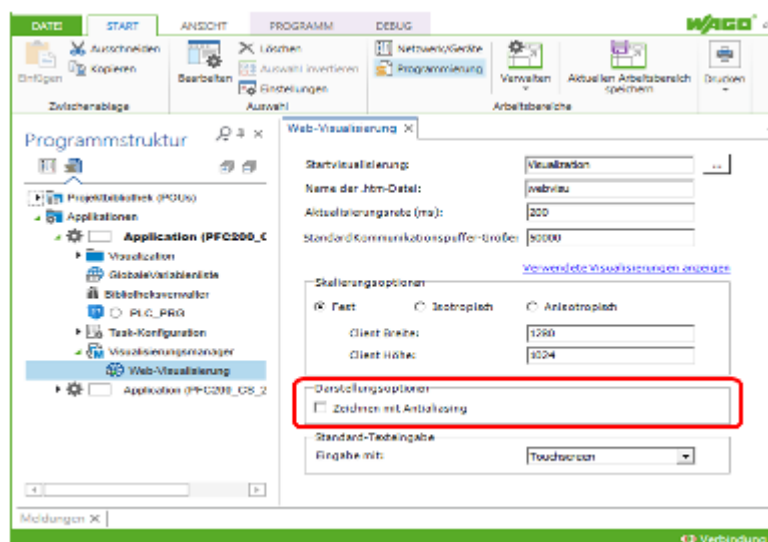 DATEI START ANSICHT PROGRAMM DEBUG WAGO
Ausschneiden
Kopieren
Einfügen
Zwischenablage
Bearbeiten
Löschen
Auswahl invertieren
Einstellungen
Auswahl
Netzwerk/Geräte
Programmierung
Verwalten
Aktuellen Arbeitsbereich
speichern
Arbeitsbereiche
Drucken
Programmstruktur
Projektbibliothek (POUs)
Applikationen
Application (PFC200_C
Visualization
GlobaleVariablenliste
Bibliotheksverwalter
PLC_PRG
Task-Konfiguration
Visualisierungsmanager
Web-Visualisierung
Application (PFC200_CS_2
Web-Visualisierung
Startvisualisierung: Visualization ...
Name der .htm-Datei: webvisu
Aktualisierungsrate (ms): 200
Standard Kommunikationspuffer-Größe: 50000
Verwendete Visualisierungen anzeigen
Skalierungsoptionen
Fest Isotropisch Anisotropisch
Client Breite: 1280
Client Höhe: 1024
Darstellungsoptionen
Zeichnen mit Antialiasing
Standard-Texteingabe
Eingabe mit: Touchscreen
Meldungen
Verbindung